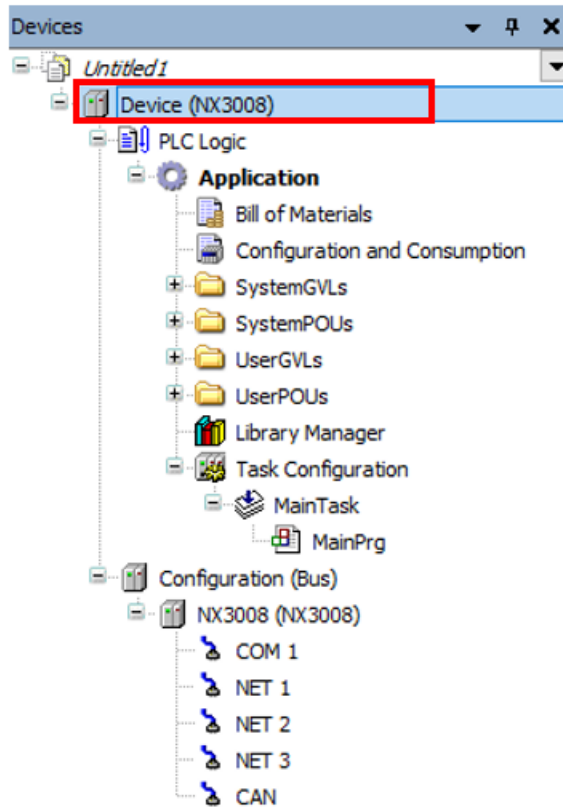 Devices
Untitled1
Device (NX3008)
PLC Logic
Application
Bill of Materials
Configuration and Consumption
SystemGVLs
SystemPOUs
UserGVLs
UserPOUs
Library Manager
Task Configuration
MainTask
MainPrg
Configuration (Bus)
NX3008 (NX3008)
COM 1
NET 1
NET 2
NET 3
CAN